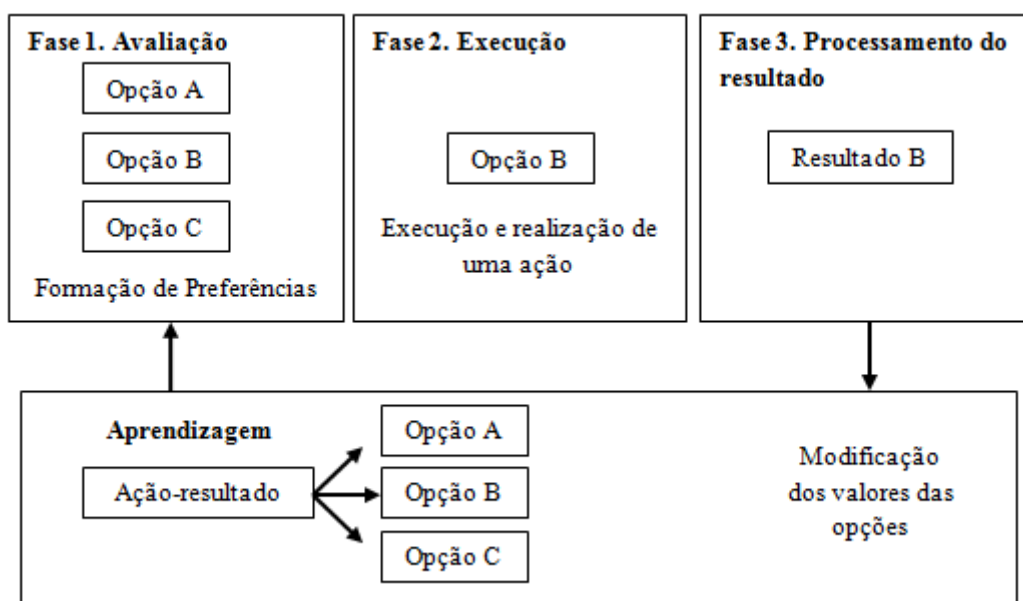 Fase 1. Avaliação
Opção A
Opção B
Opção C
Formação de Preferências
Fase 2. Execução
Opção B
Execução e realização de
uma ação
Fase 3. Processamento do
resultado
Resultado B
Aprendizagem
Ação-resultado
Opção A
Opção B
Opção C
Modificação
dos valores das
opções